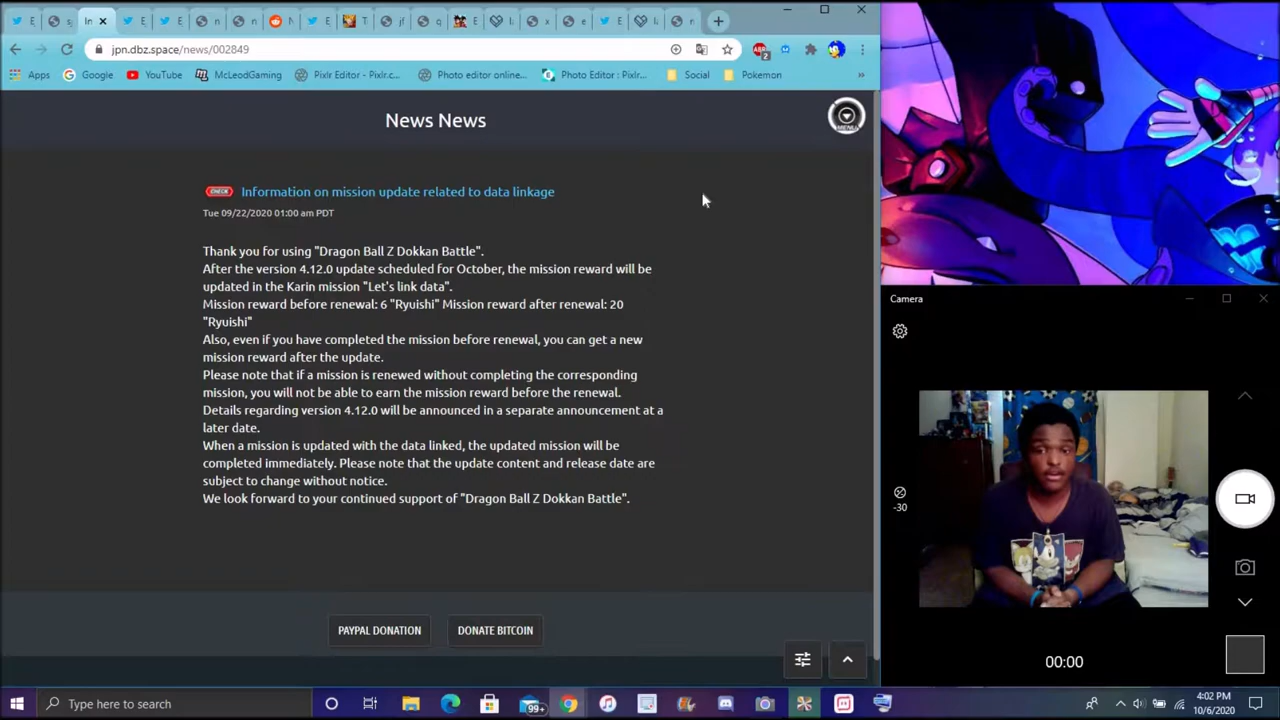 In
jpn.dbz.space/news/002849
Apps
Google
YouTube
McLeodGaming
Pixlr Editor - Pixlr.c...
Photo editor online...
Photo Editor : Pixlr...
Social
Pokemon
»
News News
MENU
CHECK Information on mission update related to data linkage
Tue 09/22/2020 01:00 am PDT
Thank you for using "Dragon Ball Z Dokkan Battle".
After the version 4.12.0 update scheduled for October, the mission reward will be
updated in the Karin mission "Let's link data".
Mission reward before renewal: 6 "Ryuishi" Mission reward after renewal: 20
"Ryuishi"
Also, even if you have completed the mission before renewal, you can get a new
mission reward after the update.
Please note that if a mission is renewed without completing the corresponding
mission, you will not be able to earn the mission reward before the renewal.
Details regarding version 4.12.0 will be announced in a separate announcement at a
later date.
When a mission is updated with the data linked, the updated mission will be
completed immediately. Please note that the update content and release date are
subject to change without notice.
We look forward to your continued support of "Dragon Ball Z Dokkan Battle".
PAYPAL DONATION
DONATE BITCOIN
Camera
-30
00:00
Type here to search
99+
4:02 PM
10/6/2020